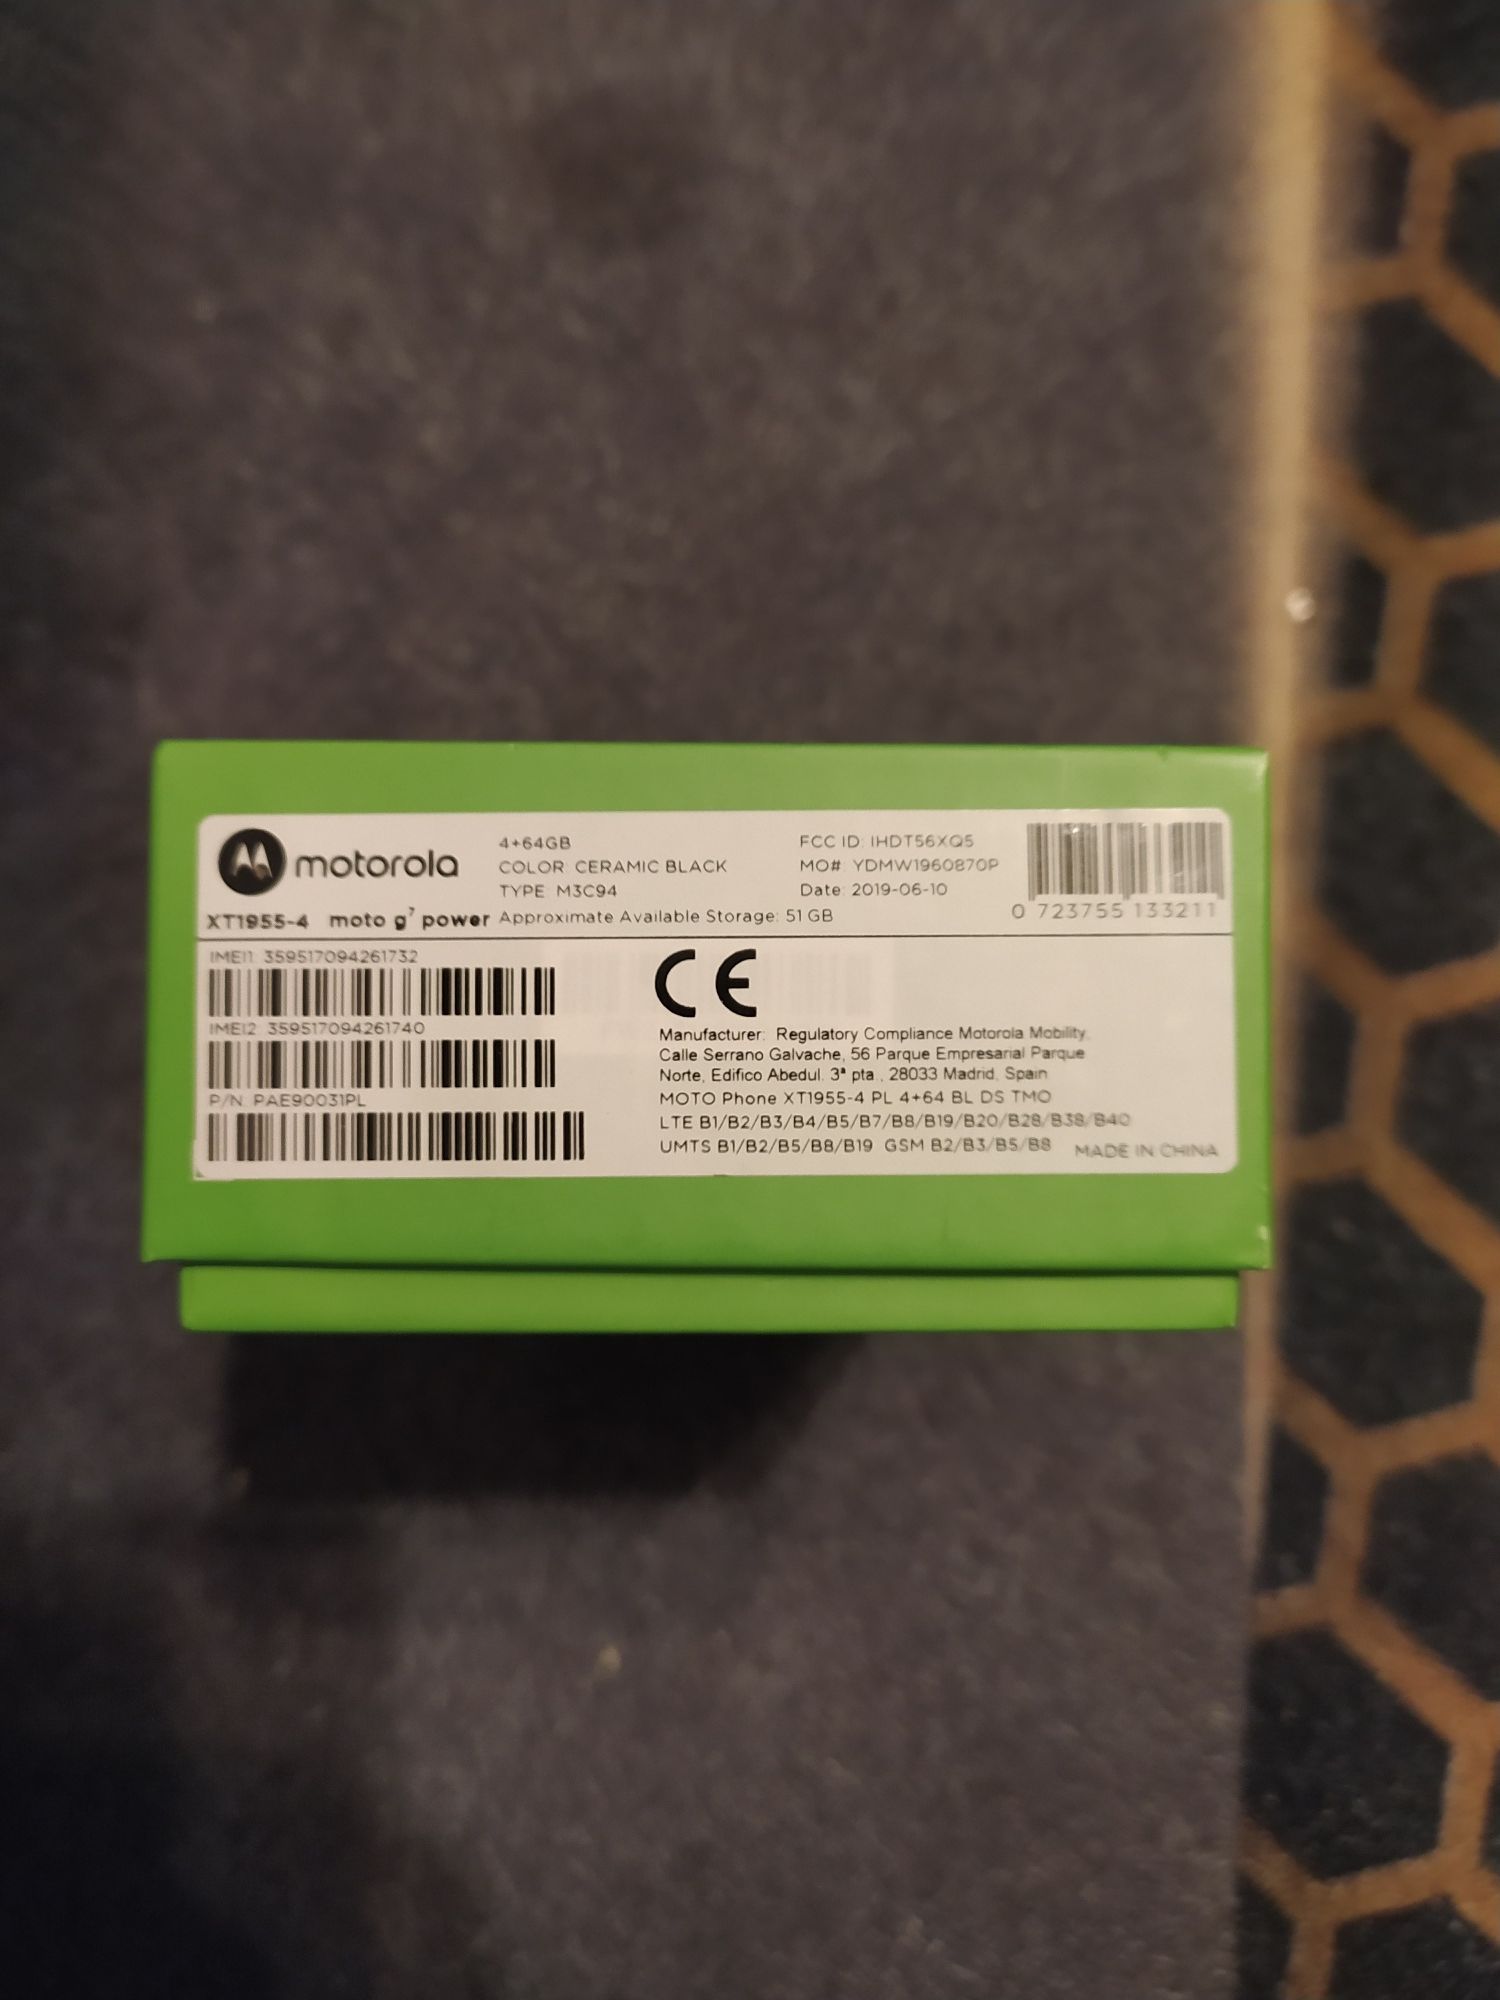 motorola
XT1955-4 moto g⁷ power
4+64GB
COLOR: CERAMIC BLACK
TYPE: M3C94
Approximate Available Storage: 51 GB
FCC ID: IHDT56XQ5
MO#: YDMW1960870P
Date: 2019-06-10
0 723755 133211
IMEI1: 359517094261732
IMEI2: 359517094261740
P/N: PAE90031PL
CE
Manufacturer: Regulatory Compliance Motorola Mobility,
Calle Serrano Galvache, 56 Parque Empresarial Parque
Norte, Edifico Abedul. 3ª pta., 28033 Madrid, Spain
MOTO Phone XT1955-4 PL 4+64 BL DS TMO
LTE B1/B2/B3/B4/B5/B7/B8/B19/B20/B28/B38/B40
UMTS B1/B2/B5/B8/B19 GSM B2/B3/B5/B8
MADE IN CHINA